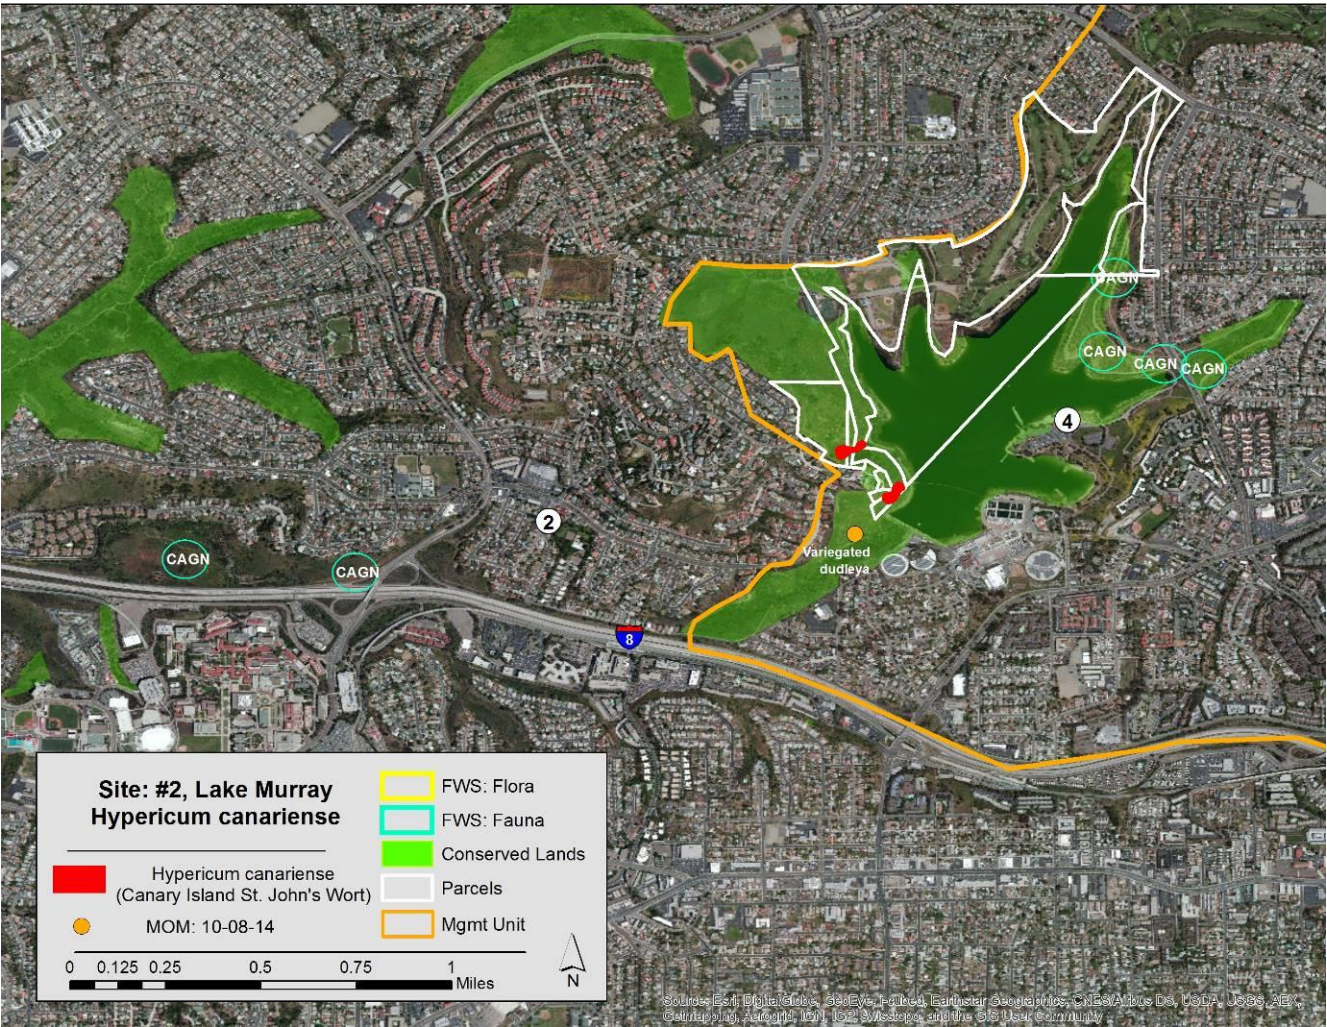 CAGN
CAGN
CAGN
CAGN
4
2
CAGN
CAGN
Variegated
dudleya
8
Site: #2, Lake Murray
Hypericum canariense
Hypericum canariense
(Canary Island St. John's Wort)
MOM: 10-08-14
FWS: Flora
FWS: Fauna
Conserved Lands
Parcels
Mgmt Unit
0 0.125 0.25 0.5 0.75 1
Miles
N
Source: Esri, DigitalGlobe, GeoEye, i-cubed, Earthstar Geographics, CNES/Airbus DS, USDA, USGS, AEX,
Getmapping, Aerogrid, IGN, IGP, swisstopo, and the GIS User Community